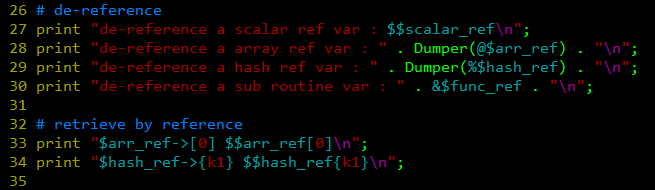 26 # de-reference
27 print "de-reference a scalar ref var : $$scalar_ref\n";
28 print "de-reference a array ref var : " . Dumper(@$arr_ref) . "\n";
29 print "de-reference a hash ref var : " . Dumper(%$hash_ref) . "\n";
30 print "de-reference a sub routine var : " . &$func_ref . "\n";
31
32 # retrieve by reference
33 print "$arr_ref->[0] $$arr_ref[0]\n";
34 print "$hash_ref->{k1} $$hash_ref{k1}\n";
35